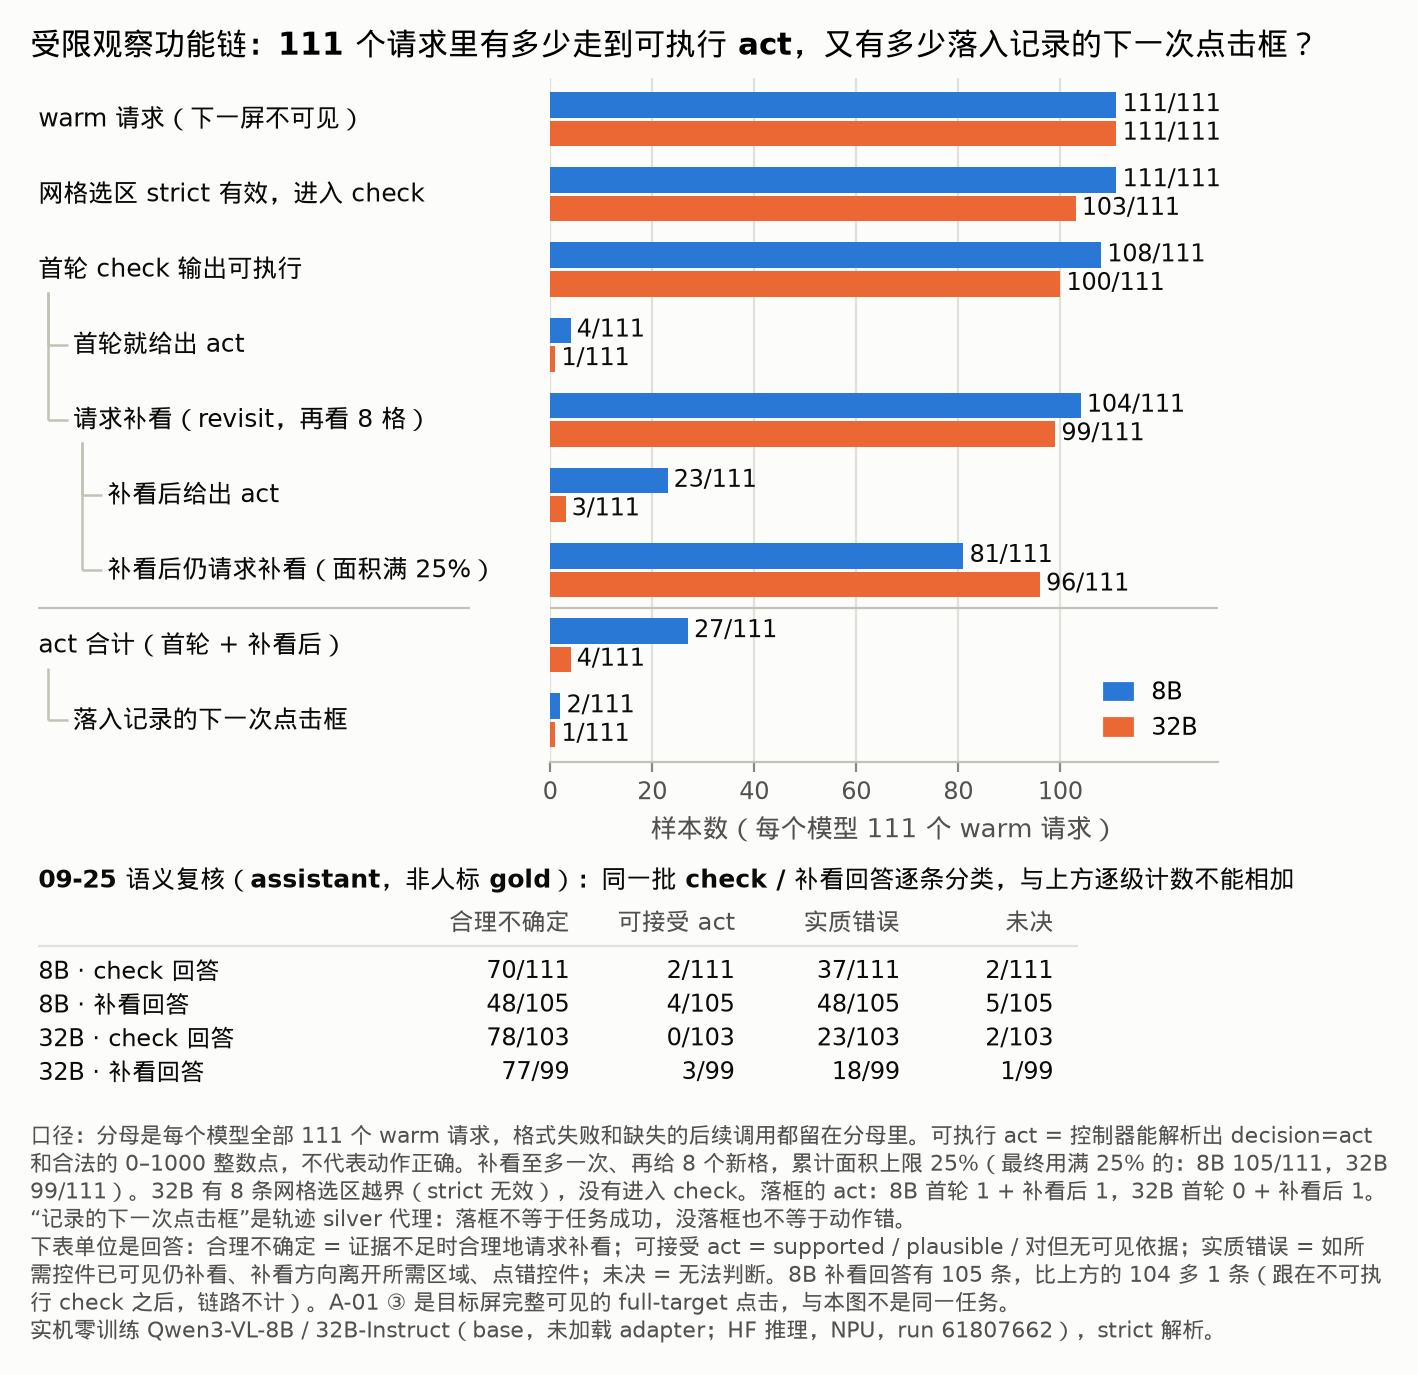 受限观察功能链：111 个请求里有多少走到可执行 act，又有多少落入记录的下一次点击框？
warm 请求（下一屏不可见）
111/111
111/111
网格选区 strict 有效，进入 check
111/111
103/111
首轮 check 输出可执行
108/111
100/111
首轮就给出 act
4/111
1/111
请求补看（revisit，再看 8 格）
104/111
99/111
补看后给出 act
23/111
3/111
补看后仍请求补看（面积满 25%）
81/111
96/111
act 合计（首轮 + 补看后）
27/111
4/111
落入记录的下一次点击框
2/111
1/111
8B
32B
0 20 40 60 80 100
样本数（每个模型 111 个 warm 请求）
09-25 语义复核（assistant，非人标 gold）：同一批 check / 补看回答逐条分类，与上方逐级计数不能相加
合理不确定 可接受 act 实质错误 未决
8B · check 回答 70/111 2/111 37/111 2/111
8B · 补看回答 48/105 4/105 48/105 5/105
32B · check 回答 78/103 0/103 23/103 2/103
32B · 补看回答 77/99 3/99 18/99 1/99
口径：分母是每个模型全部 111 个 warm 请求，格式失败和缺失的后续调用都留在分母里。可执行 act = 控制器能解析出 decision=act
和合法的 0–1000 整数点，不代表动作正确。补看至多一次、再给 8 个新格，累计面积上限 25%（最终用满 25% 的：8B 105/111，32B
99/111）。32B 有 8 条网格选区越界（strict 无效），没有进入 check。落框的 act：8B 首轮 1 + 补看后 1，32B 首轮 0 + 补看后 1。
“记录的下一次点击框”是轨迹 silver 代理：落框不等于任务成功，没落框也不等于动作错。
下表单位是回答：合理不确定 = 证据不足时合理地请求补看；可接受 act = supported / plausible / 对但无可见依据；实质错误 = 如所
需控件已可见仍补看、补看方向离开所需区域、点错控件；未决 = 无法判断。8B 补看回答有 105 条，比上方的 104 多 1 条（跟在不可执
行 check 之后，链路不计）。A-01 ③ 是目标屏完整可见的 full-target 点击，与本图不是同一任务。
实机零训练 Qwen3-VL-8B / 32B-Instruct（base，未加载 adapter；HF 推理，NPU，run 61807662），strict 解析。